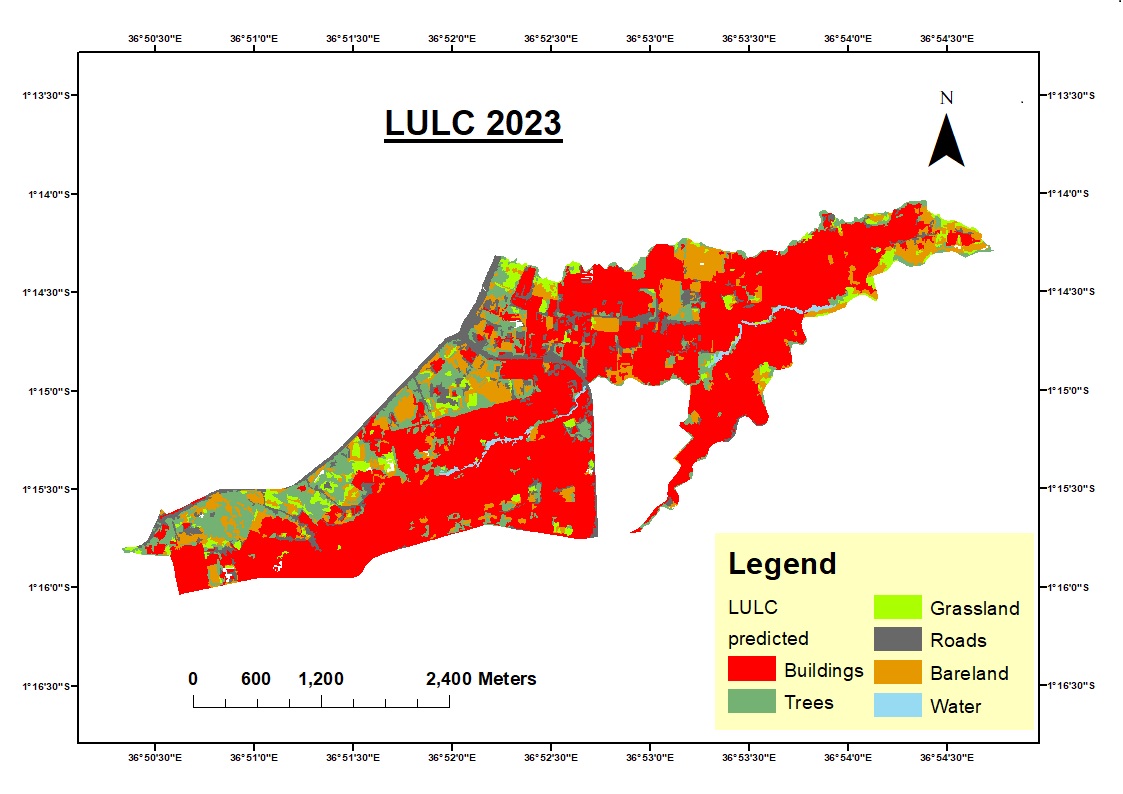 36°50'30"E 36°51'0"E 36°51'30"E 36°52'0"E 36°52'30"E 36°53'0"E 36°53'30"E 36°54'0"E 36°54'30"E
1°13'30"S 1°13'30"S
N
LULC 2023
1°14'0"S 1°14'0"S
1°14'30"S 1°14'30"S
1°15'0"S 1°15'0"S
1°15'30"S 1°15'30"S
1°16'0"S 1°16'0"S
1°16'30"S 1°16'30"S
Legend
LULC
predicted
Buildings
Trees
Grassland
Roads
Bareland
Water
0 600 1,200 2,400 Meters
36°50'30"E 36°51'0"E 36°51'30"E 36°52'0"E 36°52'30"E 36°53'0"E 36°53'30"E 36°54'0"E 36°54'30"E